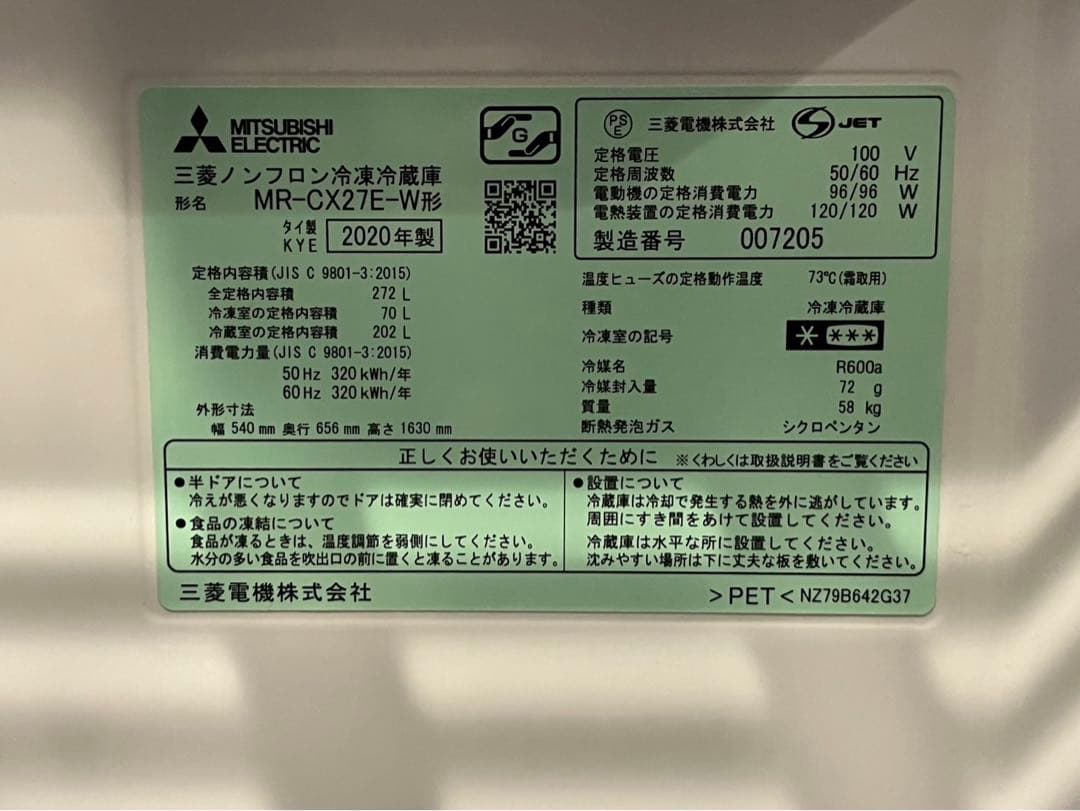 MITSUBISHI
ELECTRIC
G
三菱ノンフロン冷凍冷蔵庫
形名 MR-CX27E-W形
タイ製
KYE 2020年製
PSE 三菱電機株式会社 S JET
定格電圧 100 V
定格周波数 50/60 Hz
電動機の定格消費電力 96/96 W
電熱装置の定格消費電力 120/120 W
製造番号 007205
定格内容積(JIS C 9801-3:2015)
全定格内容積 272 L
冷凍室の定格内容積 70 L
冷蔵室の定格内容積 202 L
消費電力量(JIS C 9801-3:2015)
50Hz 320kWh/年
60Hz 320kWh/年
外形寸法
幅 540mm 奥行 656mm 高さ 1630mm
温度ヒューズの定格動作温度 73℃(霜取用)
種類 冷凍冷蔵庫
冷凍室の記号 * ***
冷媒名 R600a
冷媒封入量 72 g
質量 58 kg
断熱発泡ガス シクロペンタン
正しくお使いいただくために ※くわしくは取扱説明書をご覧ください
●半ドアについて
冷えが悪くなりますのでドアは確実に閉めてください。
●食品の凍結について
食品が凍るときは、温度調節を弱側にしてください。
水分の多い食品を吹出口の前に置くと凍ることがあります。
●設置について
冷蔵庫は冷却で発生する熱を外に逃がしています。
周囲にすき間をあけて設置してください。
冷蔵庫は水平な所に設置してください。
沈みやすい場所は下に丈夫な板を敷いてください。
三菱電機株式会社
>PET< NZ79B642G37